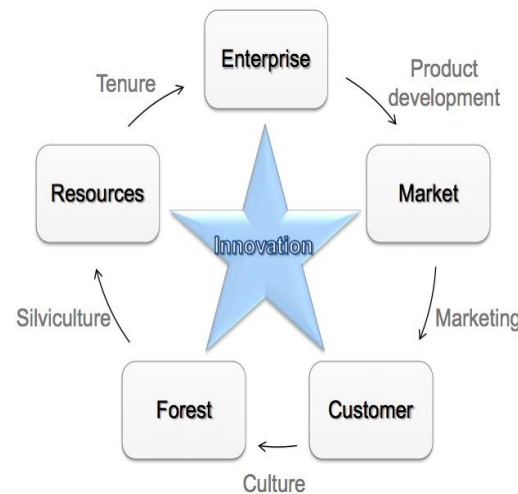 Enterprise
Tenure
Product
development
Resources
Market
Innovation
Silviculture
Marketing
Forest
Customer
Culture